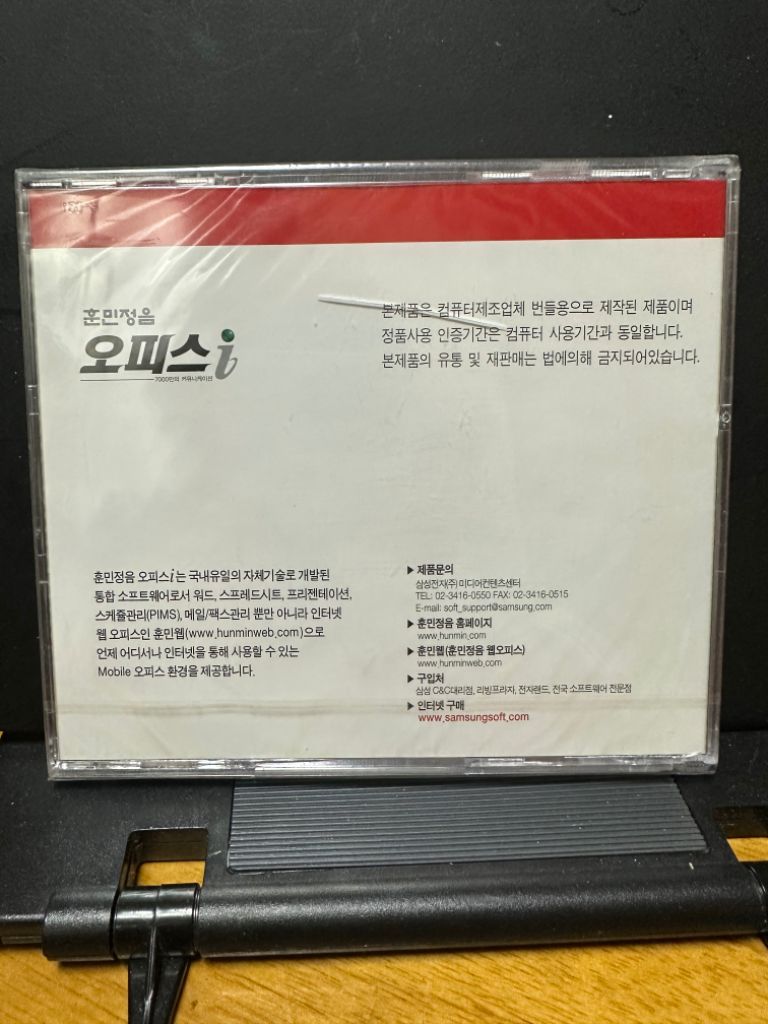 훈민정음
오피스i
7000만의 커뮤니케이션
본제품은 컴퓨터제조업체 번들용으로 제작된 제품이며
정품사용 인증기간은 컴퓨터 사용기간과 동일합니다.
본제품의 유통 및 재판매는 법에의해 금지되어있습니다.
훈민정음 오피스i는 국내유일의 자체기술로 개발된
통합 소프트웨어로서 워드, 스프레드시트, 프리젠테이션,
스케쥴관리(PIMS), 메일/팩스관리 뿐만 아니라 인터넷
웹 오피스인 훈민웹(www.hunminweb.com)으로
언제 어디서나 인터넷을 통해 사용할 수 있는
Mobile 오피스 환경을 제공합니다.
▶ 제품문의
삼성전자(주) 미디어컨텐츠센터
TEL: 02-3416-0550 FAX: 02-3416-0515
E-mail: soft_support@samsung.com
▶ 훈민정음 홈페이지
www.hunmin.com
▶ 훈민웹(훈민정음 웹오피스)
www.hunminweb.com
▶ 구입처
삼성 C&C대리점, 리빙프라자, 전자랜드, 전국 소프트웨어 전문점
▶ 인터넷 구매
www.samsungsoft.com